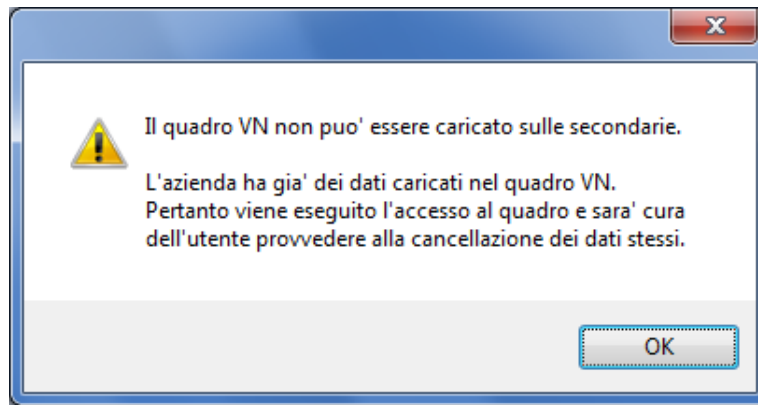 Il quadro VN non puo' essere caricato sulle secondarie.
L'azienda ha gia' dei dati caricati nel quadro VN.
Pertanto viene eseguito l'accesso al quadro e sara' cura
dell'utente provvedere alla cancellazione dei dati stessi.
OK